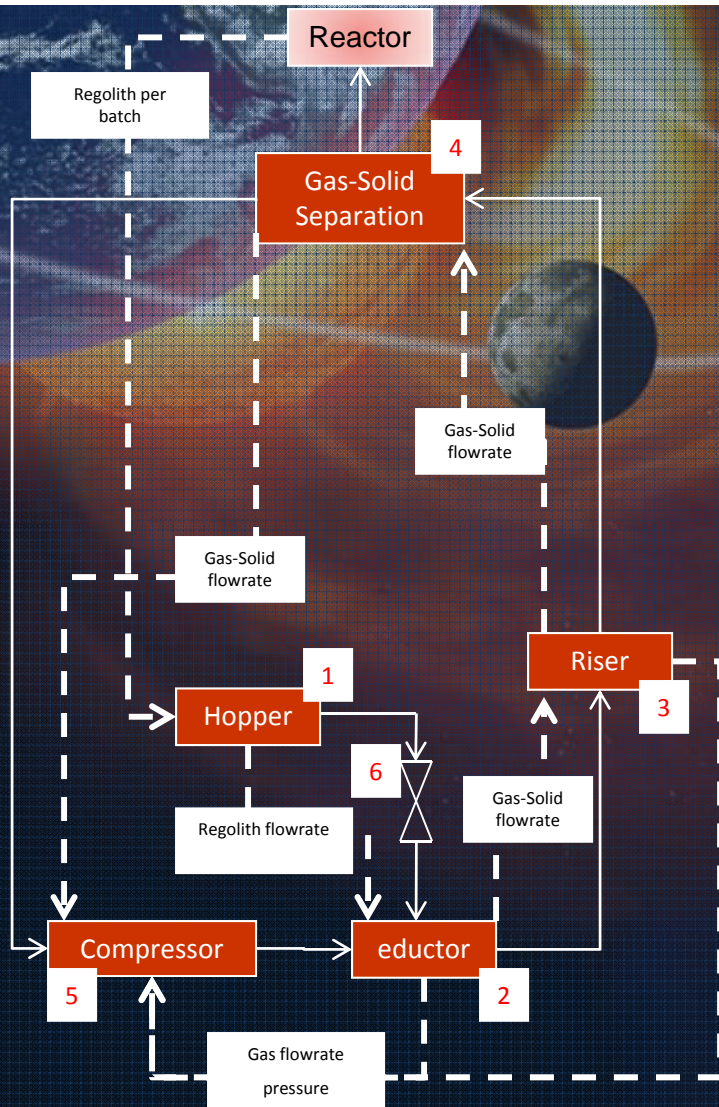 Reactor
Regolith per
batch
4
Gas-Solid
Separation
Gas-Solid
flowrate
Gas-Solid
flowrate
Riser
3
1
Hopper
6
Gas-Solid
flowrate
Regolith flowrate
Compressor
5
eductor
2
Gas flowrate
pressure